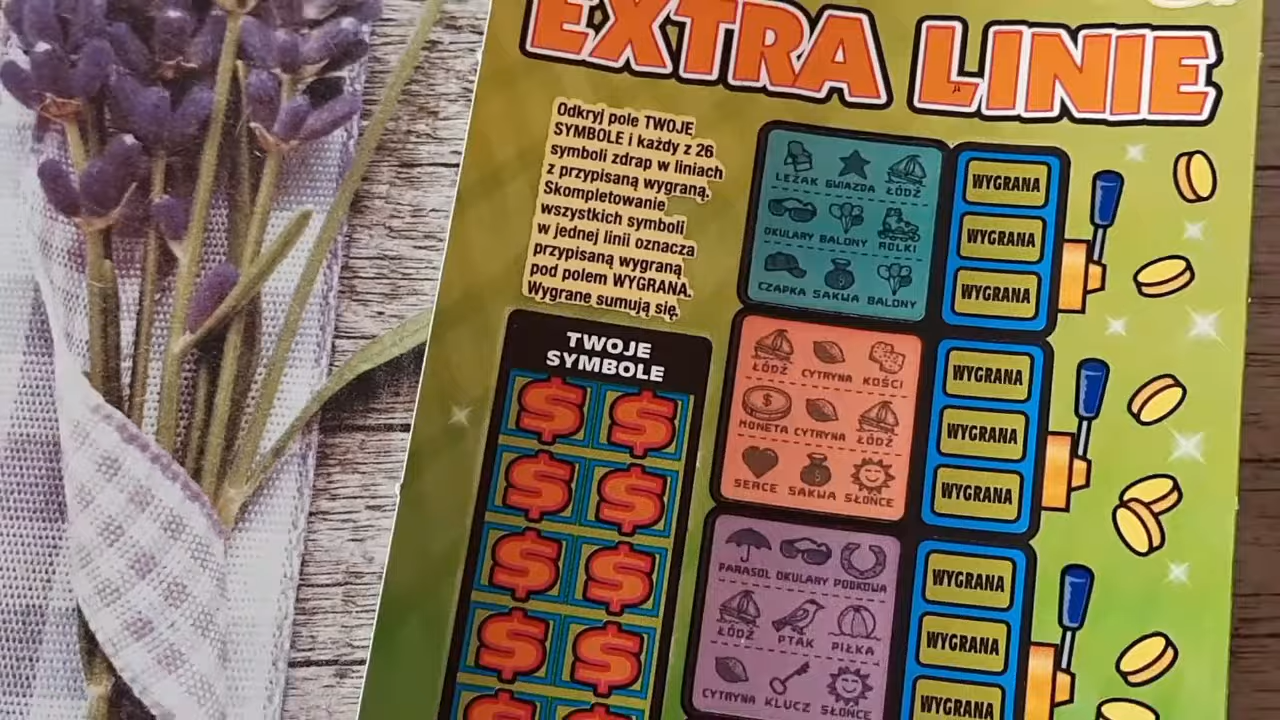 EXTRA LINIE
Odkryj pole TWOJE
SYMBOLE i każdy z 26
symboli zdrap w liniach
z przypisaną wygraną.
Skompletowanie
wszystkich symboli
w jednej linii oznacza
przypisaną wygraną
pod polem WYGRANA.
Wygrane sumują się.
TWOJE
SYMBOLE
$ $
$ $
$ $
$ $
LEŻAK GWIAZDA ŁÓDŹ
OKULARY BALONY ROLKI
CZAPKA SAKWA BALONY
WYGRANA
WYGRANA
WYGRANA
ŁÓDŹ CYTRYNA KOŚCI
MONETA CYTRYNA ŁÓDŹ
SERCE SAKWA SŁOŃCE
WYGRANA
WYGRANA
WYGRANA
PARASOL OKULARY PODKOWA
ŁÓDŹ PTAK PIŁKA
CYTRYNA KLUCZ SŁOŃCE
WYGRANA
WYGRANA
WYGRANA